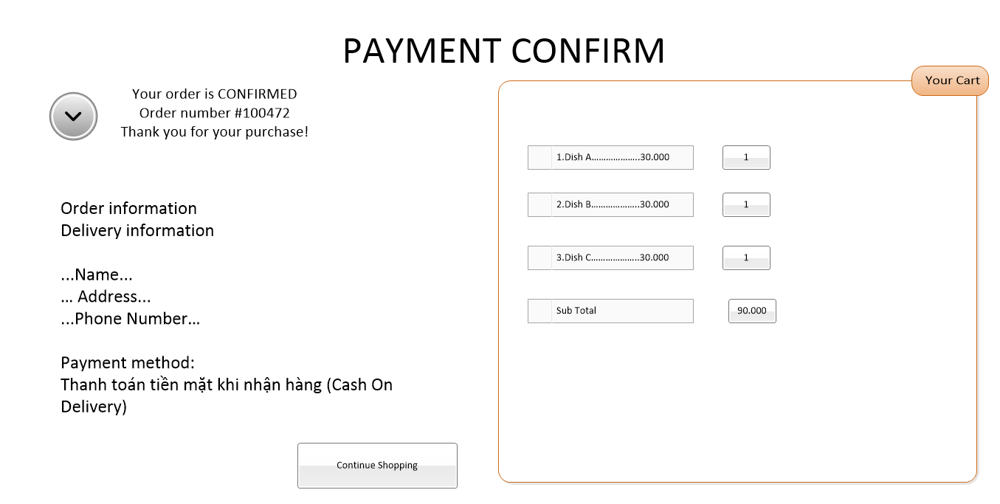 PAYMENT CONFIRM
Your order is CONFIRMED
Order number #100472
Thank you for your purchase!
Order information
Delivery information
...Name...
... Address...
...Phone Number...
Payment method:
Thanh toán tiền mặt khi nhận hàng (Cash On
Delivery)
Continue Shopping
Your Cart
1.Dish A....................30.000 1
2.Dish B....................30.000 1
3.Dish C....................30.000 1
Sub Total 90.000